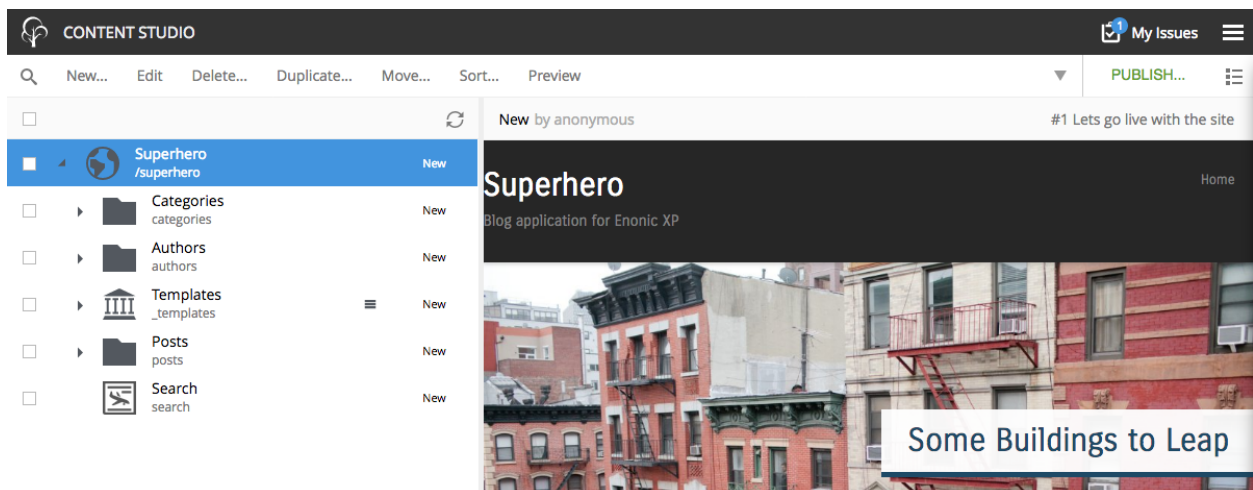 CONTENT STUDIO
1
My Issues
New... Edit Delete... Duplicate... Move... Sort... Preview
PUBLISH...
New by anonymous
#1 Lets go live with the site
Superhero
/superhero
New
Categories
categories
New
Authors
authors
New
Templates
_templates
New
Posts
posts
New
Search
search
New
Superhero
Home
Blog application for Enonic XP
Some Buildings to Leap